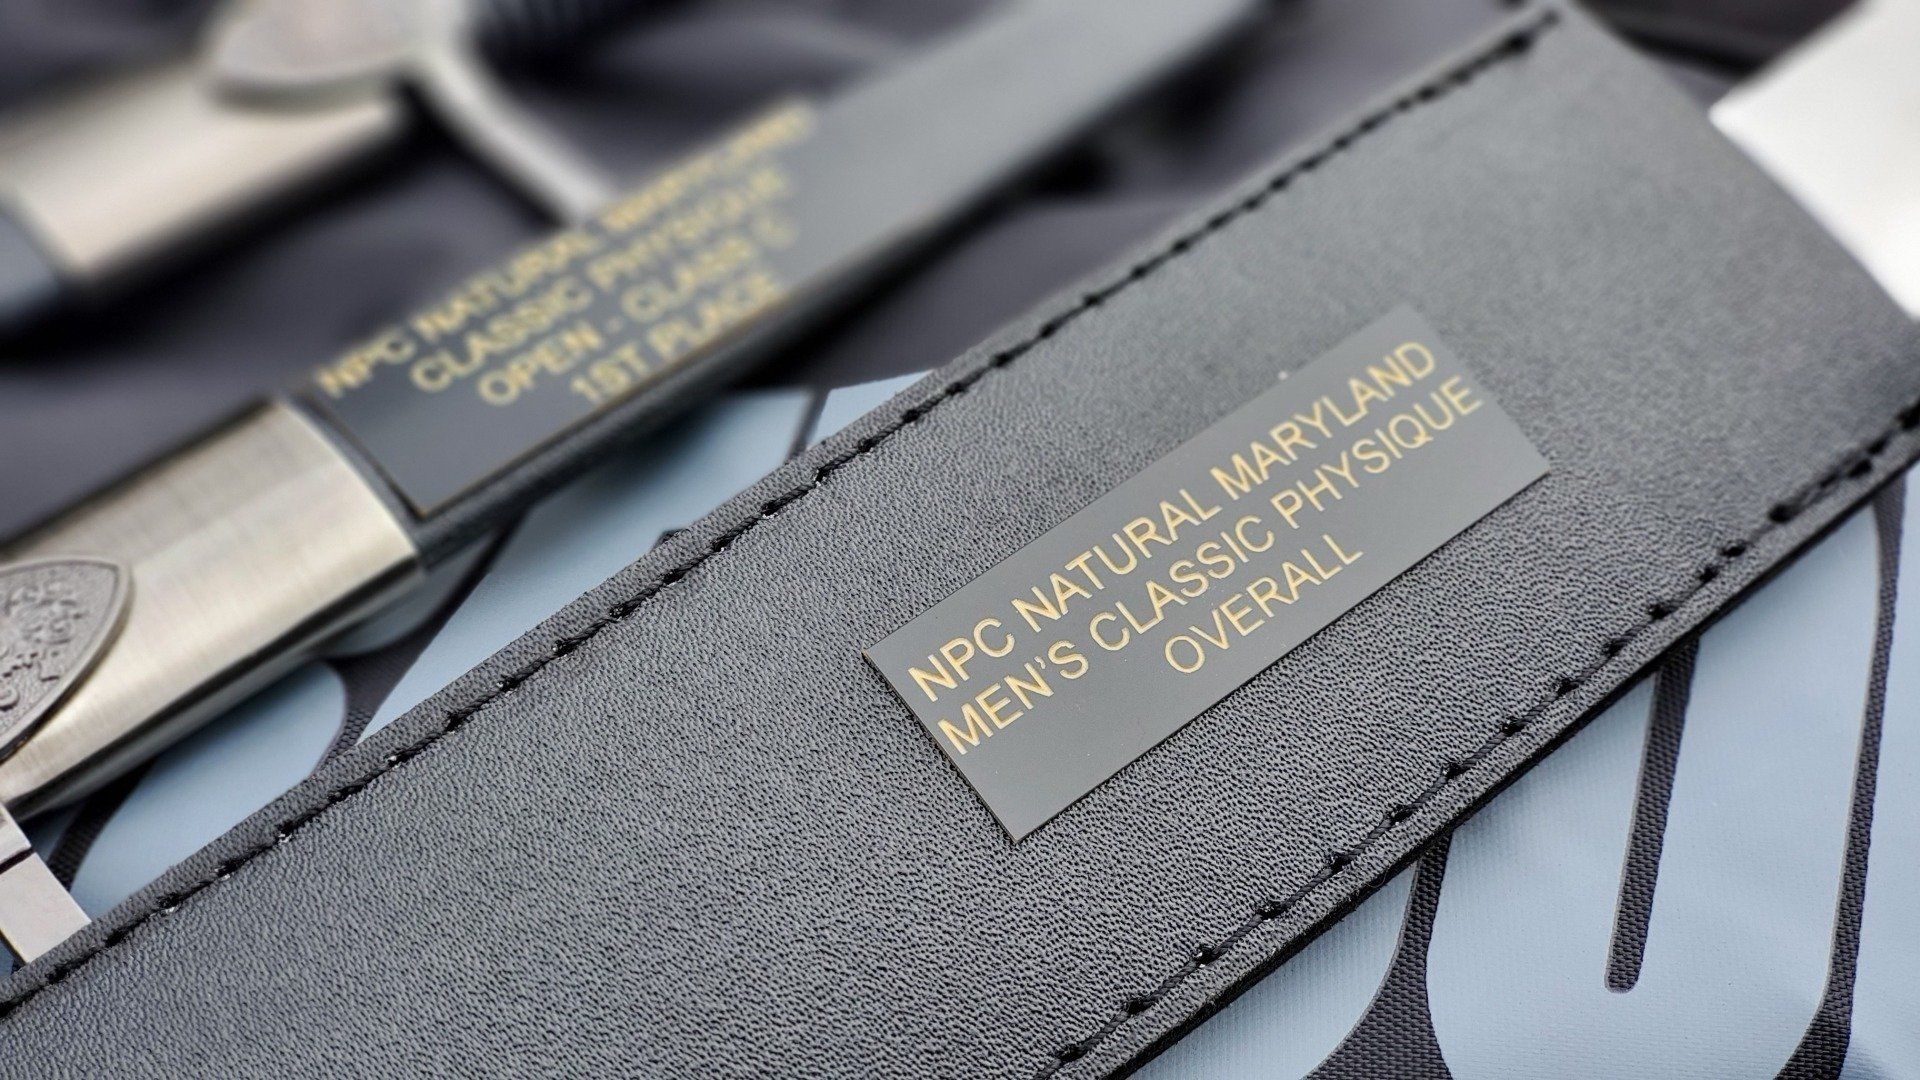 NPC NATURAL MARYLAND
CLASSIC PHYSIQUE
OPEN - CLASS C
1ST PLACE
NPC NATURAL MARYLAND
MEN'S CLASSIC PHYSIQUE
OVERALL